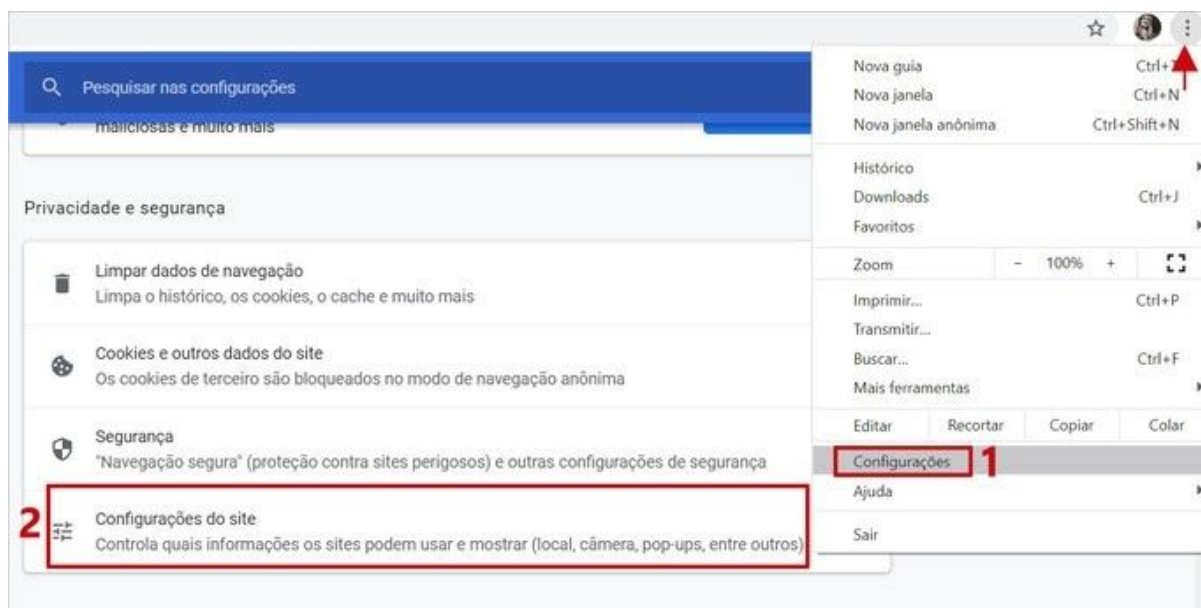 Pesquisar nas configurações
maliciosas e muito mais
Privacidade e segurança
Limpar dados de navegação
Limpa o histórico, os cookies, o cache e muito mais
Cookies e outros dados do site
Os cookies de terceiro são bloqueados no modo de navegação anônima
Segurança
"Navegação segura" (proteção contra sites perigosos) e outras configurações de segurança
2
Configurações do site
Controla quais informações os sites podem usar e mostrar (local, câmera, pop-ups, entre outros)
Nova guia Ctrl+
Nova janela Ctrl+N
Nova janela anônima Ctrl+Shift+N
Histórico
Downloads Ctrl+J
Favoritos
Zoom - 100% +
Imprimir... Ctrl+P
Transmitir...
Buscar... Ctrl+F
Mais ferramentas
Editar Recortar Copiar Colar
Configurações 1
Ajuda
Sair